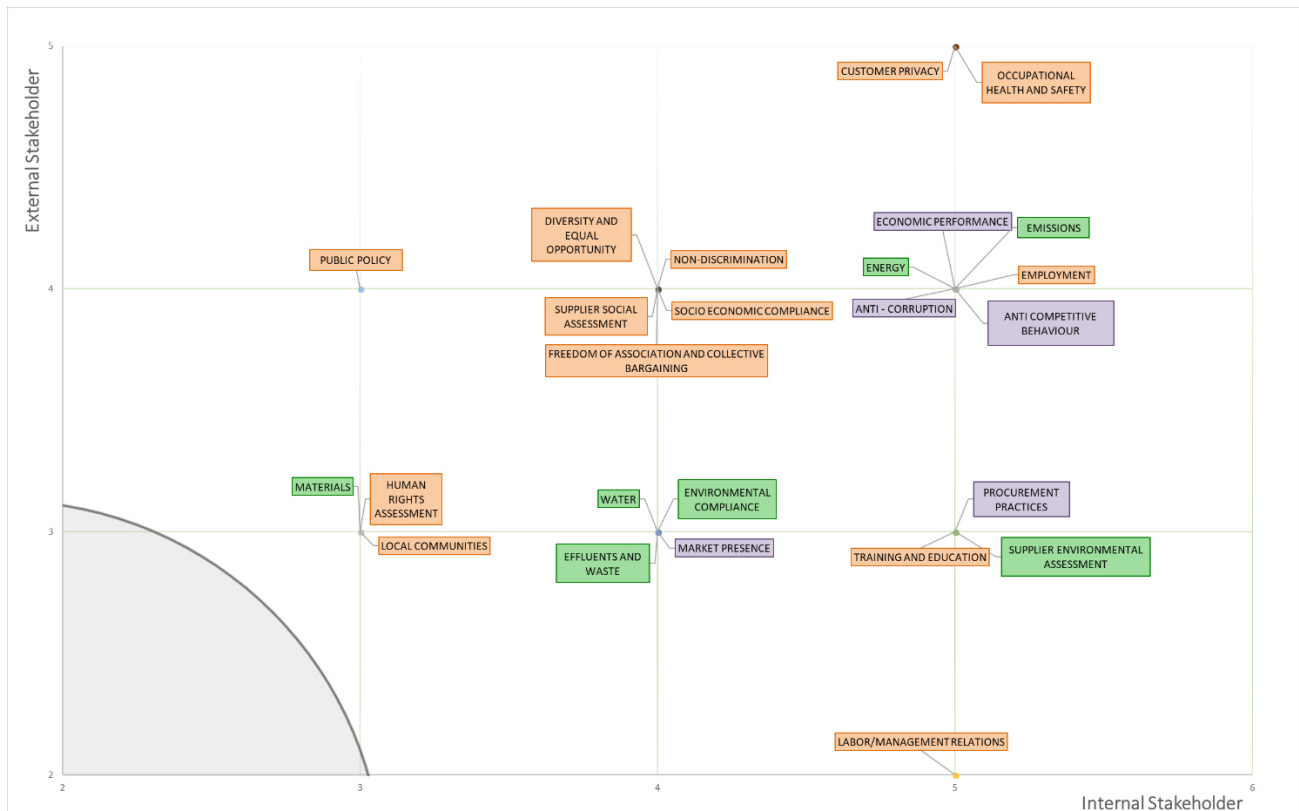 5
CUSTOMER PRIVACY
OCCUPATIONAL
HEALTH AND SAFETY
External Stakeholder
DIVERSITY AND
EQUAL
OPPORTUNITY
ECONOMIC PERFORMANCE
EMISSIONS
PUBLIC POLICY
NON-DISCRIMINATION
ENERGY
EMPLOYMENT
4
SUPPLIER SOCIAL
ASSESSMENT
SOCIO ECONOMIC COMPLIANCE
ANTI - CORRUPTION
ANTI COMPETITIVE
BEHAVIOUR
FREEDOM OF ASSOCIATION AND COLLECTIVE
BARGAINING
MATERIALS
HUMAN
RIGHTS
ASSESSMENT
WATER
ENVIRONMENTAL
COMPLIANCE
PROCUREMENT
PRACTICES
3
LOCAL COMMUNITIES
EFFLUENTS AND
WASTE
MARKET PRESENCE
TRAINING AND EDUCATION
SUPPLIER ENVIRONMENTAL
ASSESSMENT
LABOR/MANAGEMENT RELATIONS
2
2
3
4
5
6
Internal Stakeholder